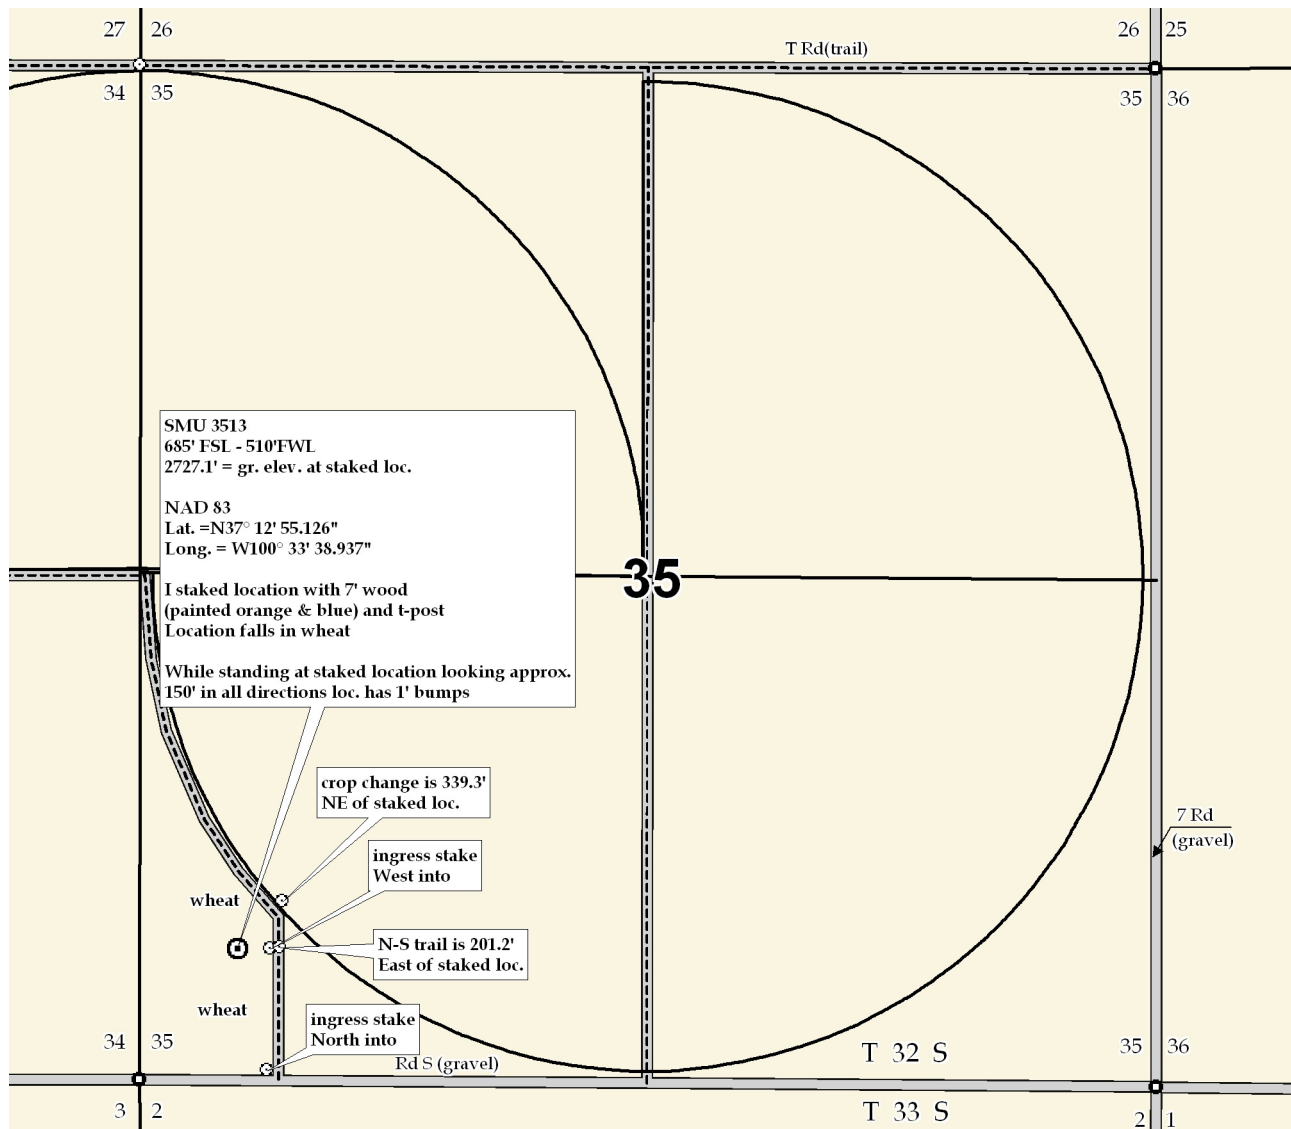 27 26
26 25
T Rd(trail)
34 35
35 36
SMU 3513
685' FSL - 510'FWL
2727.1' = gr. elev. at staked loc.
NAD 83
Lat. =N37° 12' 55.126"
Long. = W100° 33' 38.937"
I staked location with 7' wood
(painted orange & blue) and t-post
Location falls in wheat
While standing at staked location looking approx.
150' in all directions loc. has 1' bumps
35
crop change is 339.3'
NE of staked loc.
7 Rd
(gravel)
ingress stake
West into
wheat
N-S trail is 201.2'
East of staked loc.
wheat
ingress stake
North into
34 35
Rd S (gravel)
T 32 S
35 36
3 2
T 33 S
2 1